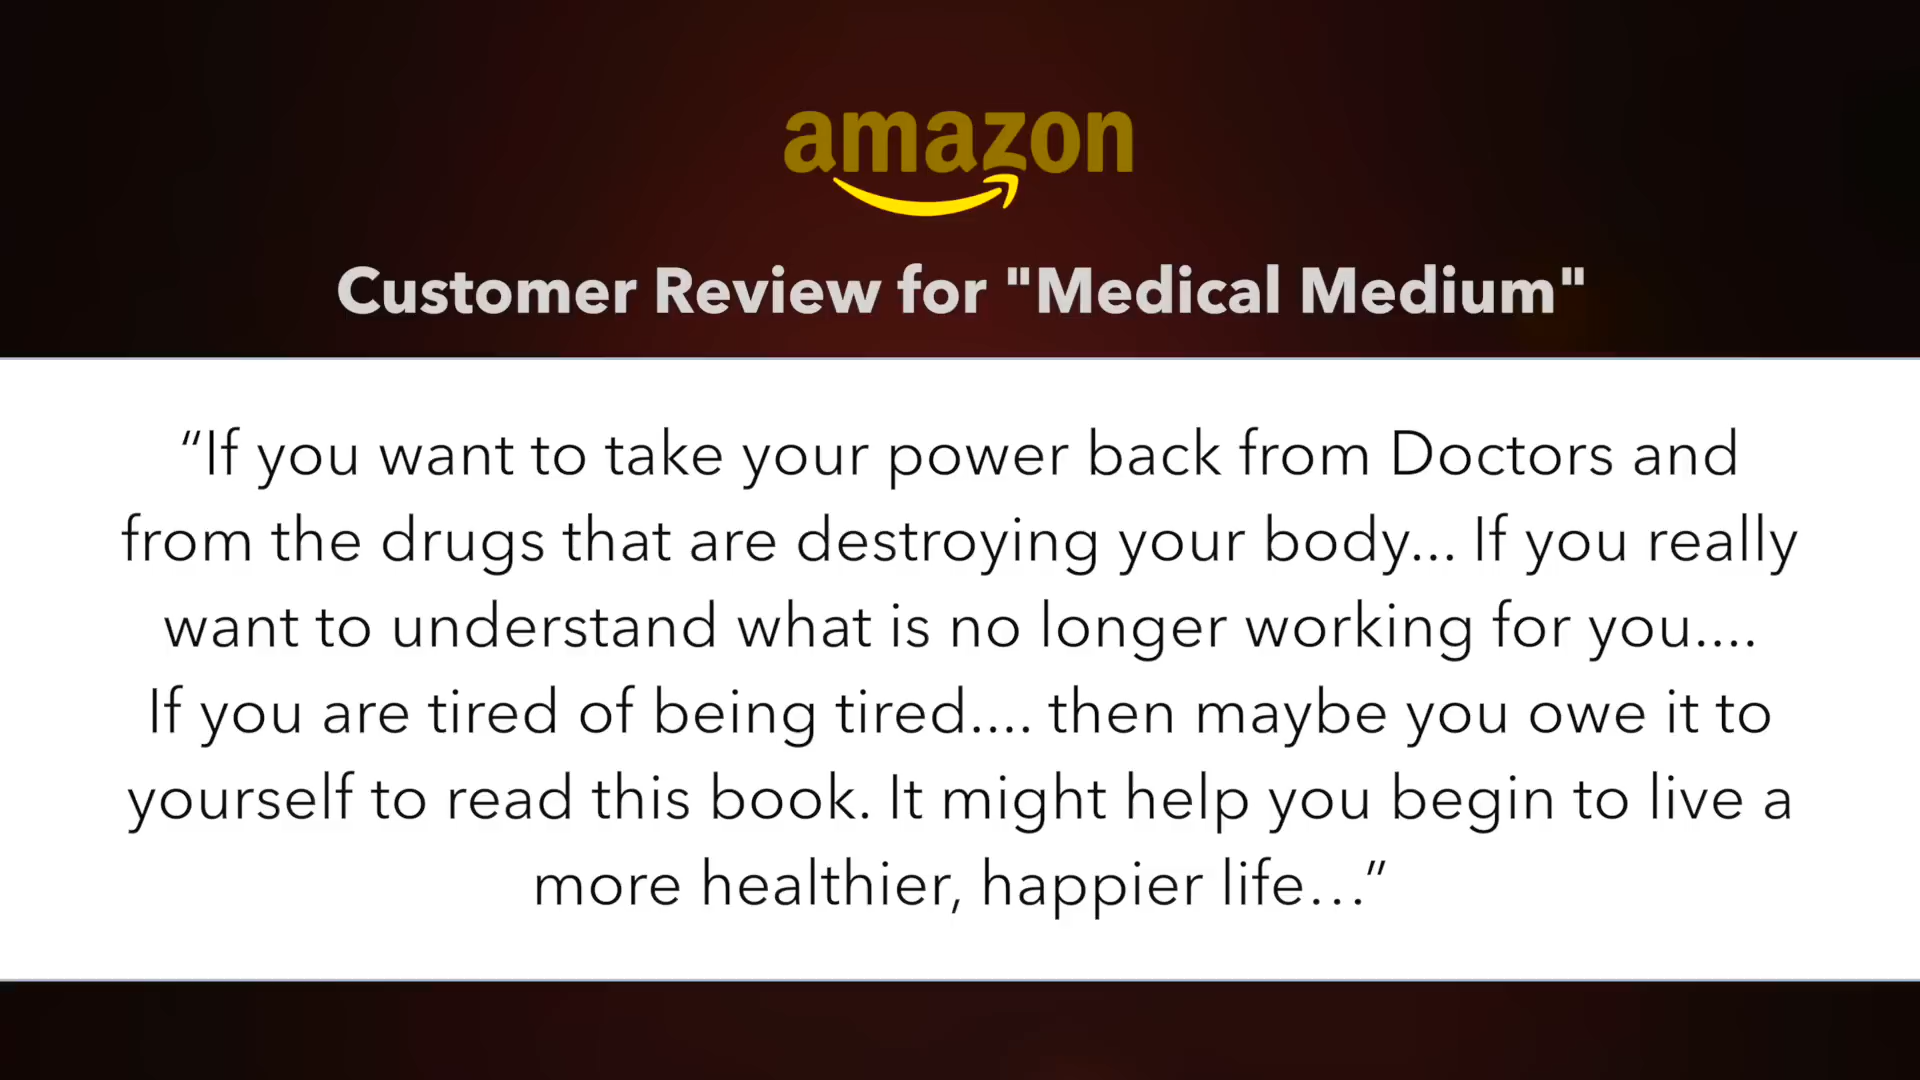 amazon
Customer Review for "Medical Medium"
“If you want to take your power back from Doctors and
from the drugs that are destroying your body... If you really
want to understand what is no longer working for you....
If you are tired of being tired.... then maybe you owe it to
yourself to read this book. It might help you begin to live a
more healthier, happier life…”